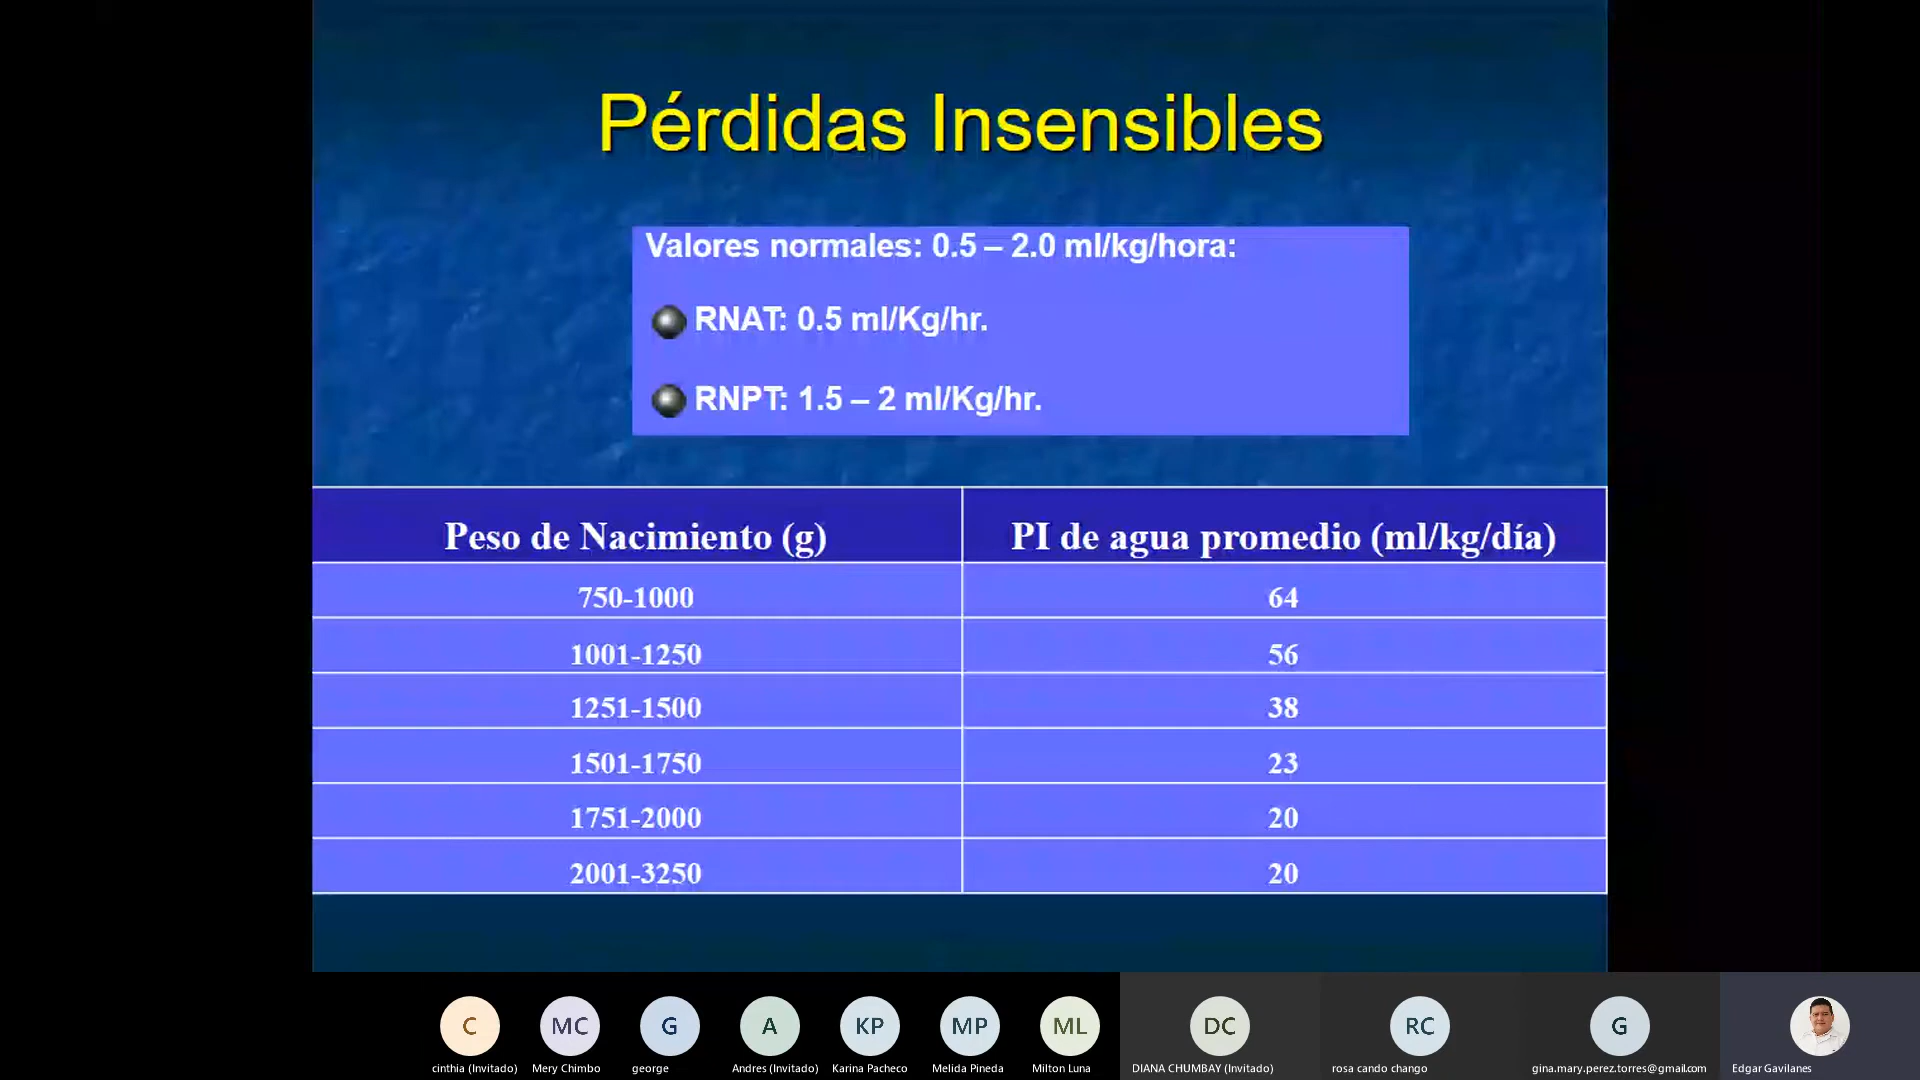 Pérdidas Insensibles
Valores normales: 0.5 – 2.0 ml/kg/hora:
RNAT: 0.5 ml/Kg/hr.
RNPT: 1.5 – 2 ml/Kg/hr.
Peso de Nacimiento (g) PI de agua promedio (ml/kg/día)
750-1000 64
1001-1250 56
1251-1500 38
1501-1750 23
1751-2000 20
2001-3250 20
C MC G A KP MP ML DC RC G
cinthia (Invitado) Mery Chimbo george Andres (Invitado) Karina Pacheco Melida Pineda Milton Luna DIANA CHUMBAY (Invitado) rosa cando chango gina.mary.perez.torres@gmail.com Edgar Gavilanes